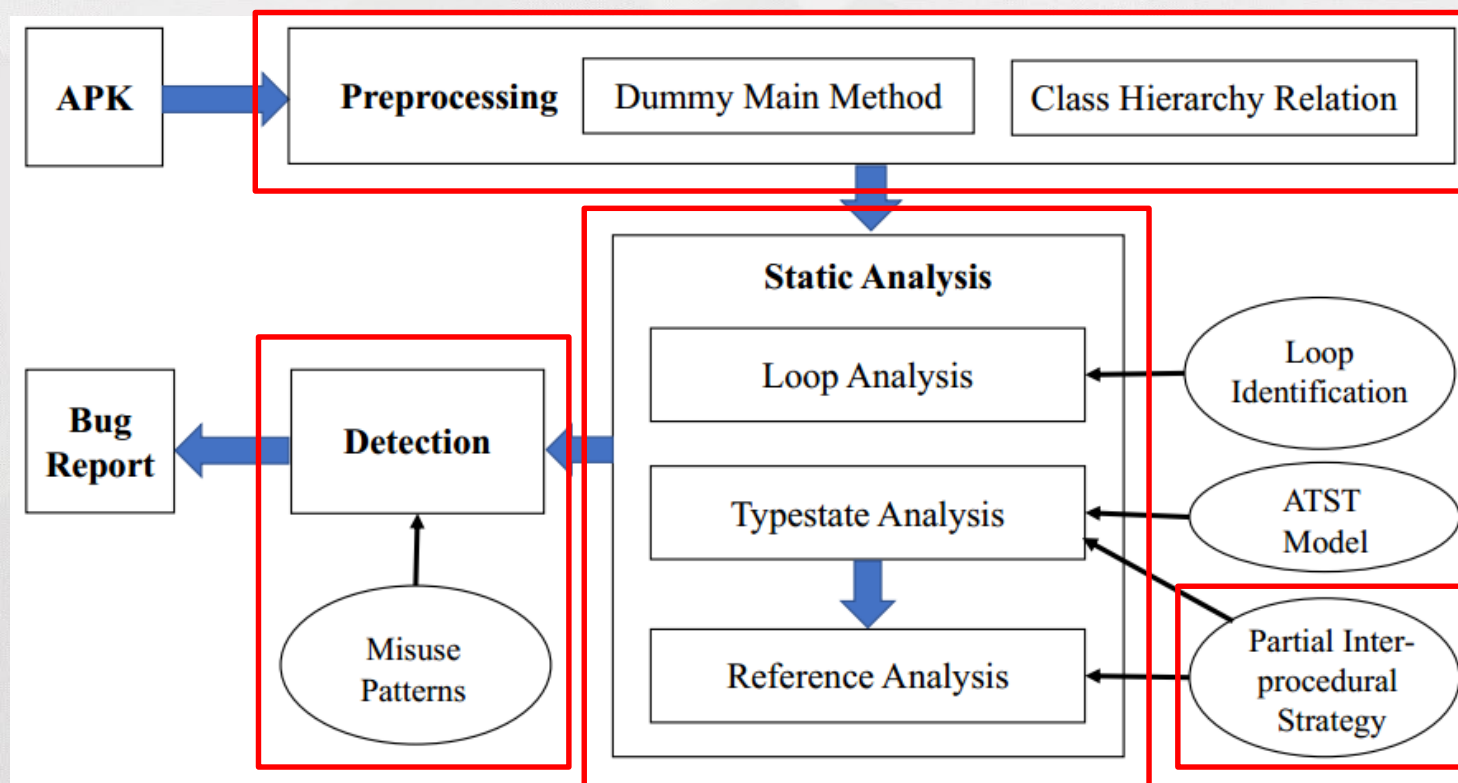 APK
Preprocessing
Dummy Main Method
Class Hierarchy Relation
Static Analysis
Loop Analysis
Loop
Identification
Typestate Analysis
ATST
Model
Reference Analysis
Partial Inter-
procedural
Strategy
Detection
Misuse
Patterns
Bug
Report